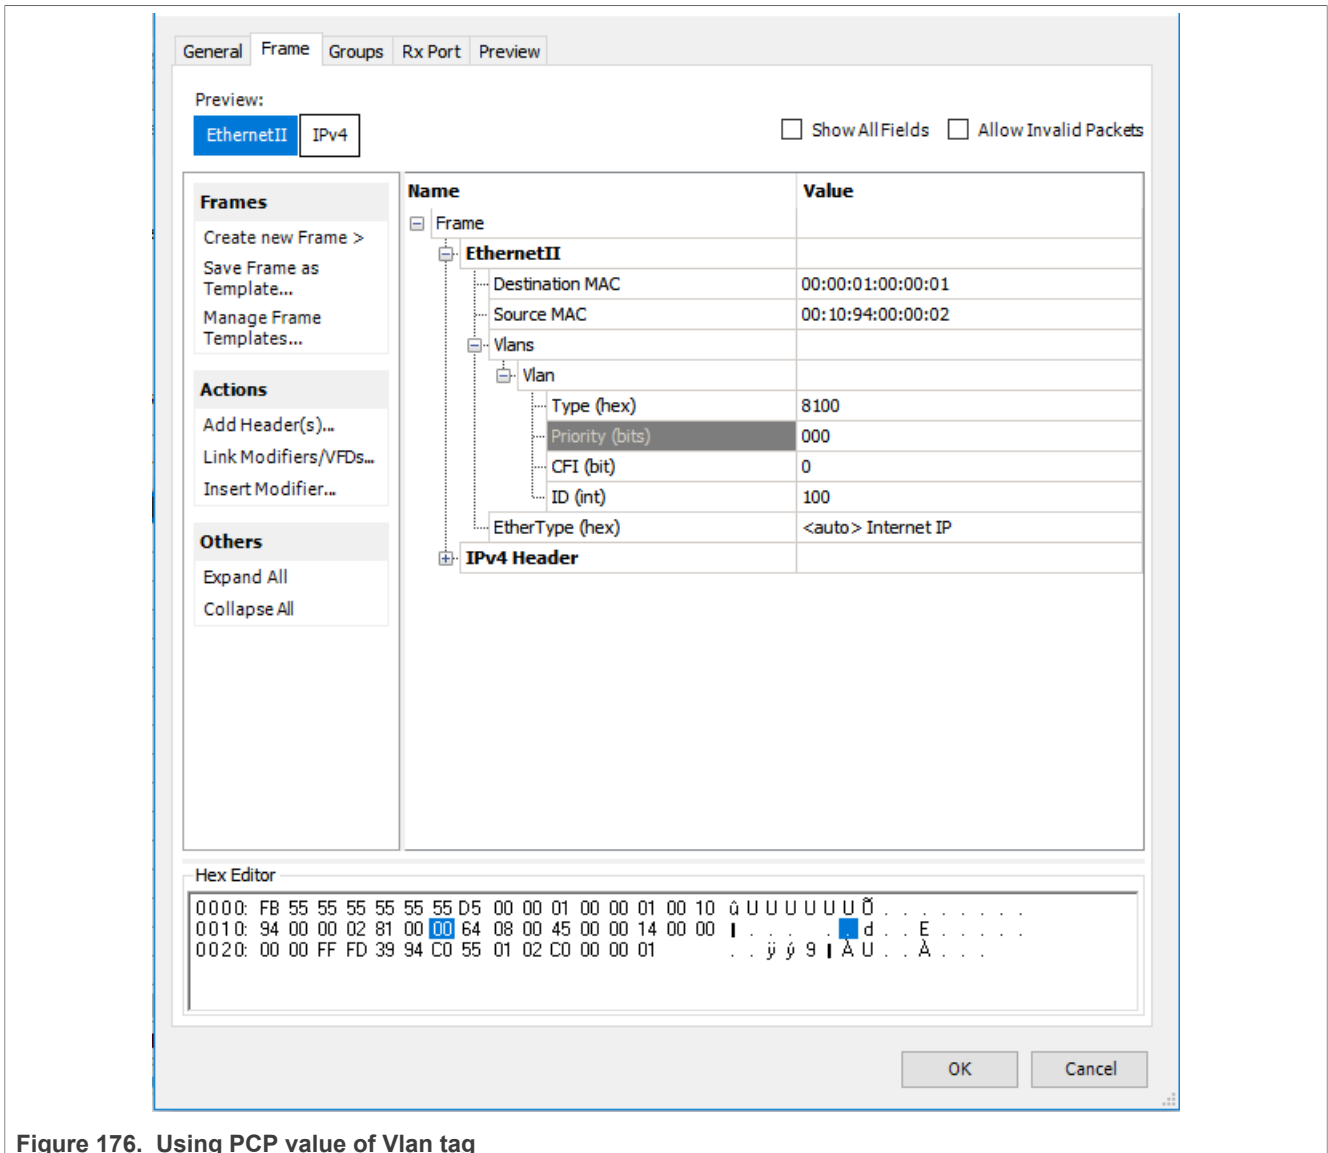 General Frame Groups Rx Port Preview
Preview:
EthernetII IPv4
Show All Fields Allow Invalid Packets
Frames
Create new Frame >
Save Frame as
Template...
Manage Frame
Templates...
Actions
Add Header(s)...
Link Modifiers/VFDs...
Insert Modifier...
Others
Expand All
Collapse All
Name Value
Frame
EthernetII
Destination MAC 00:00:01:00:00:01
Source MAC 00:10:94:00:00:02
Vlans
Vlan
Type (hex) 8100
Priority (bits) 000
CFI (bit) 0
ID (int) 100
EtherType (hex) <auto> Internet IP
IPv4 Header
Hex Editor
0000: FB 55 55 55 55 55 55 D5 00 00 01 00 00 01 00 10 û U U U U U U Õ . . . . . . . .
0010: 94 00 00 02 81 00 00 64 08 00 45 00 00 14 00 00 . . . . . d . . E . . . . .
0020: 00 00 FF FD 39 94 C0 55 01 02 C0 00 00 01 . . ÿ ý 9 À U . . À . . .
OK Cancel
Figure 176. Using PCP value of Vlan tag